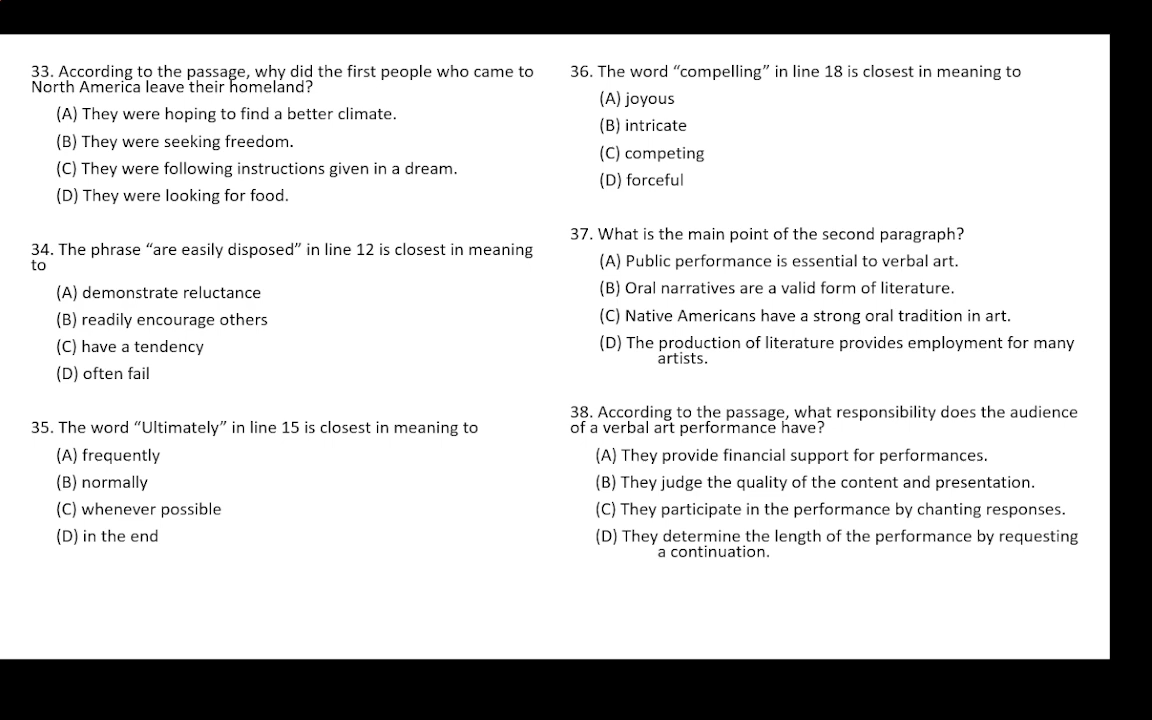 33. According to the passage, why did the first people who came to
North America leave their homeland?
(A) They were hoping to find a better climate.
(B) They were seeking freedom.
(C) They were following instructions given in a dream.
(D) They were looking for food.
34. The phrase “are easily disposed” in line 12 is closest in meaning
to
(A) demonstrate reluctance
(B) readily encourage others
(C) have a tendency
(D) often fail
35. The word “Ultimately” in line 15 is closest in meaning to
(A) frequently
(B) normally
(C) whenever possible
(D) in the end
36. The word “compelling” in line 18 is closest in meaning to
(A) joyous
(B) intricate
(C) competing
(D) forceful
37. What is the main point of the second paragraph?
(A) Public performance is essential to verbal art.
(B) Oral narratives are a valid form of literature.
(C) Native Americans have a strong oral tradition in art.
(D) The production of literature provides employment for many
artists.
38. According to the passage, what responsibility does the audience
of a verbal art performance have?
(A) They provide financial support for performances.
(B) They judge the quality of the content and presentation.
(C) They participate in the performance by chanting responses.
(D) They determine the length of the performance by requesting
a continuation.